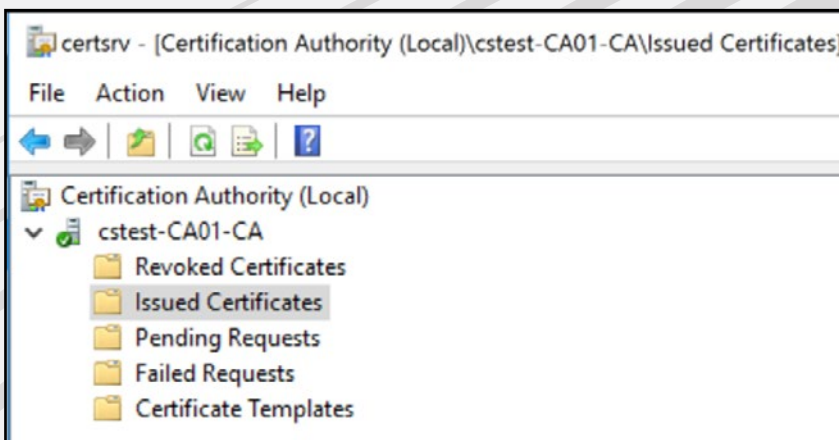 certsrv - [Certification Authority (Local)\cstest-CA01-CA\Issued Certificates]
File Action View Help
Certification Authority (Local)
cstest-CA01-CA
Revoked Certificates
Issued Certificates
Pending Requests
Failed Requests
Certificate Templates